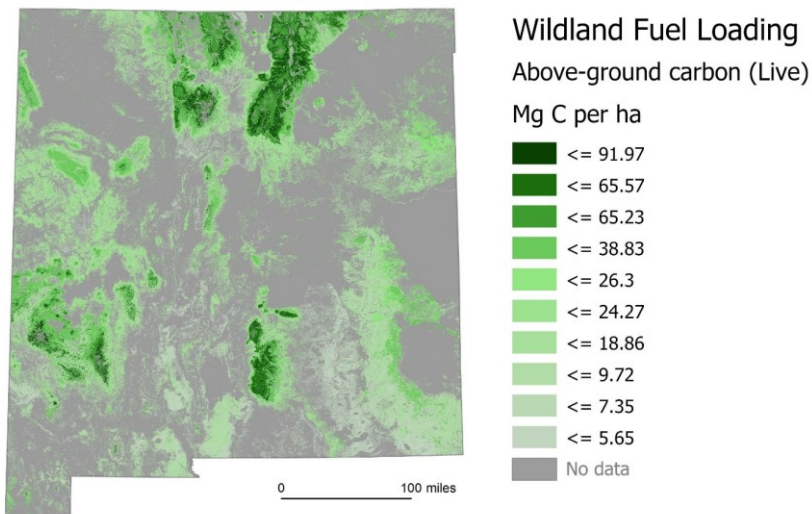 Wildland Fuel Loading
Above-ground carbon (Live)
Mg C per ha
<= 91.97
<= 65.57
<= 65.23
<= 38.83
<= 26.3
<= 24.27
<= 18.86
<= 9.72
<= 7.35
<= 5.65
No data
0 100 miles